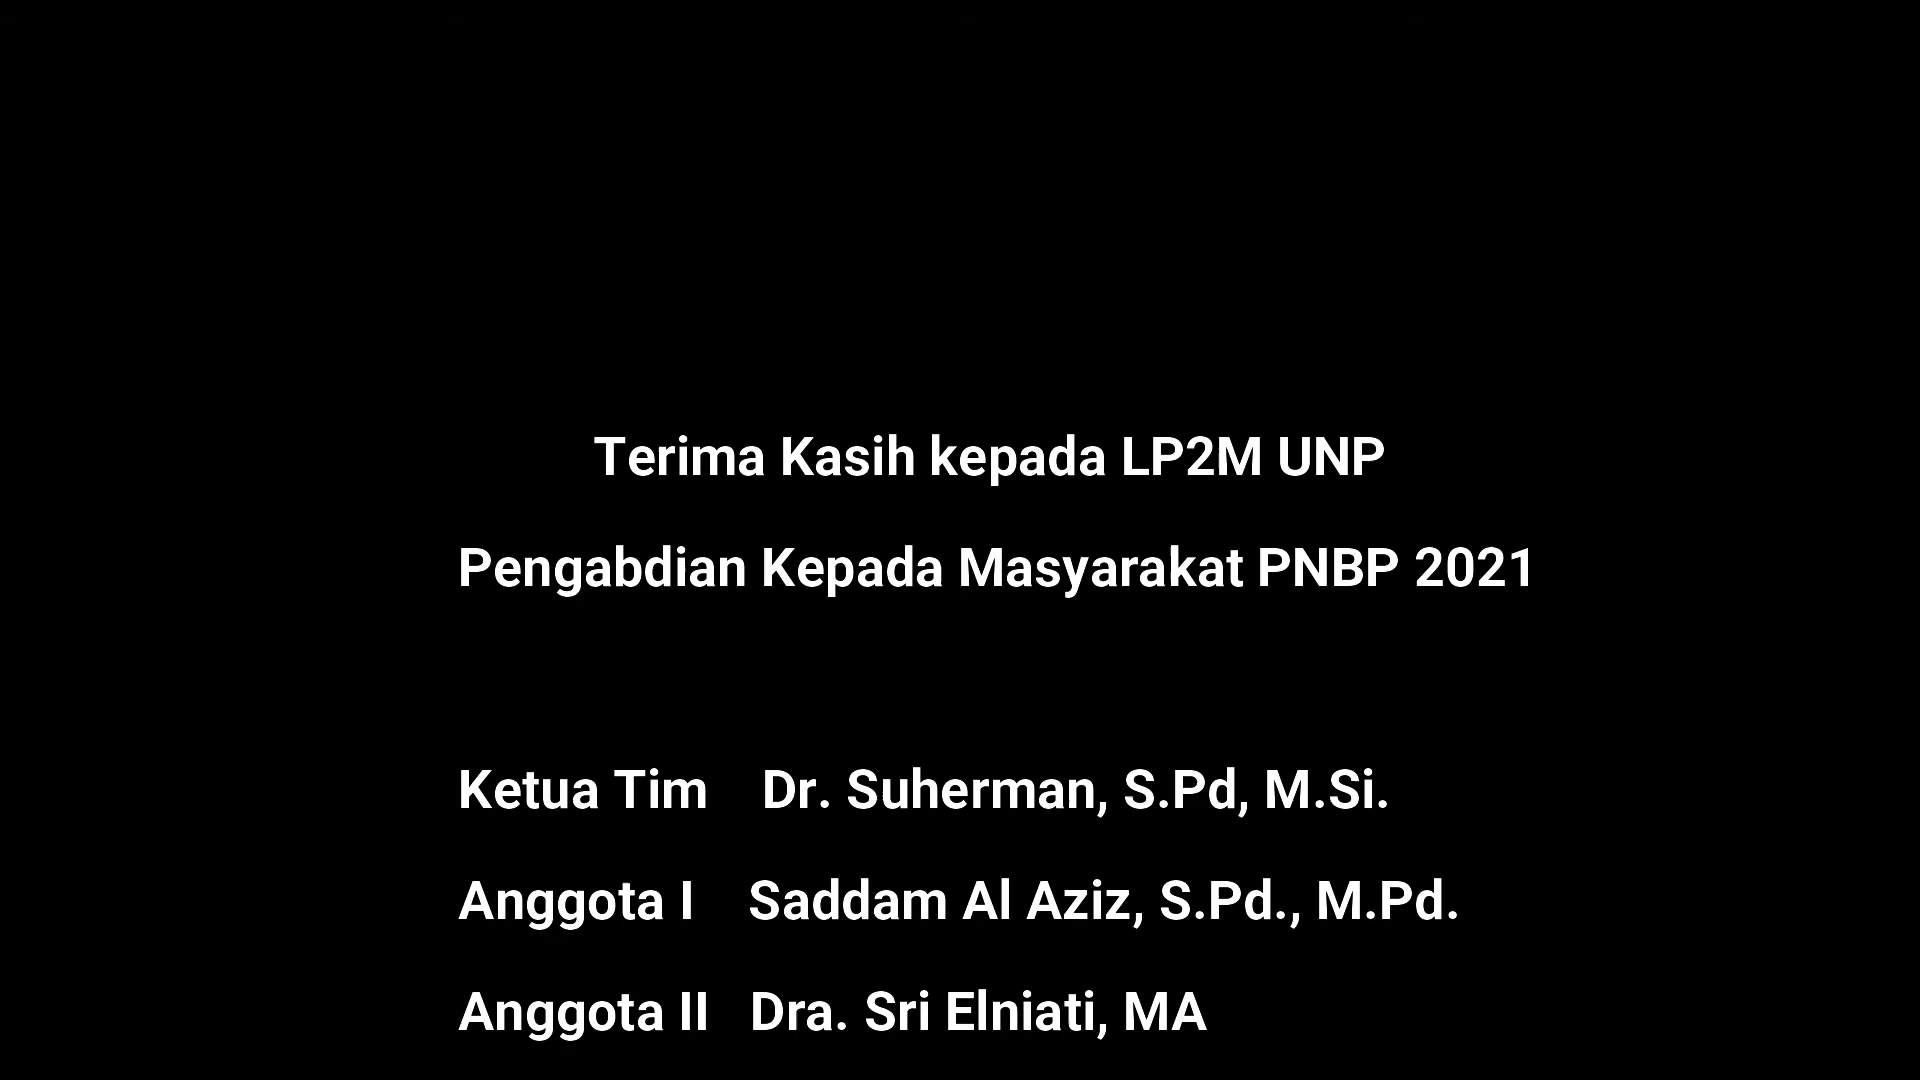 Terima Kasih kepada LP2M UNP
Pengabdian Kepada Masyarakat PNBP 2021
Ketua Tim Dr. Suherman, S.Pd, M.Si.
Anggota I Saddam Al Aziz, S.Pd., M.Pd.
Anggota II Dra. Sri Elniati, MA